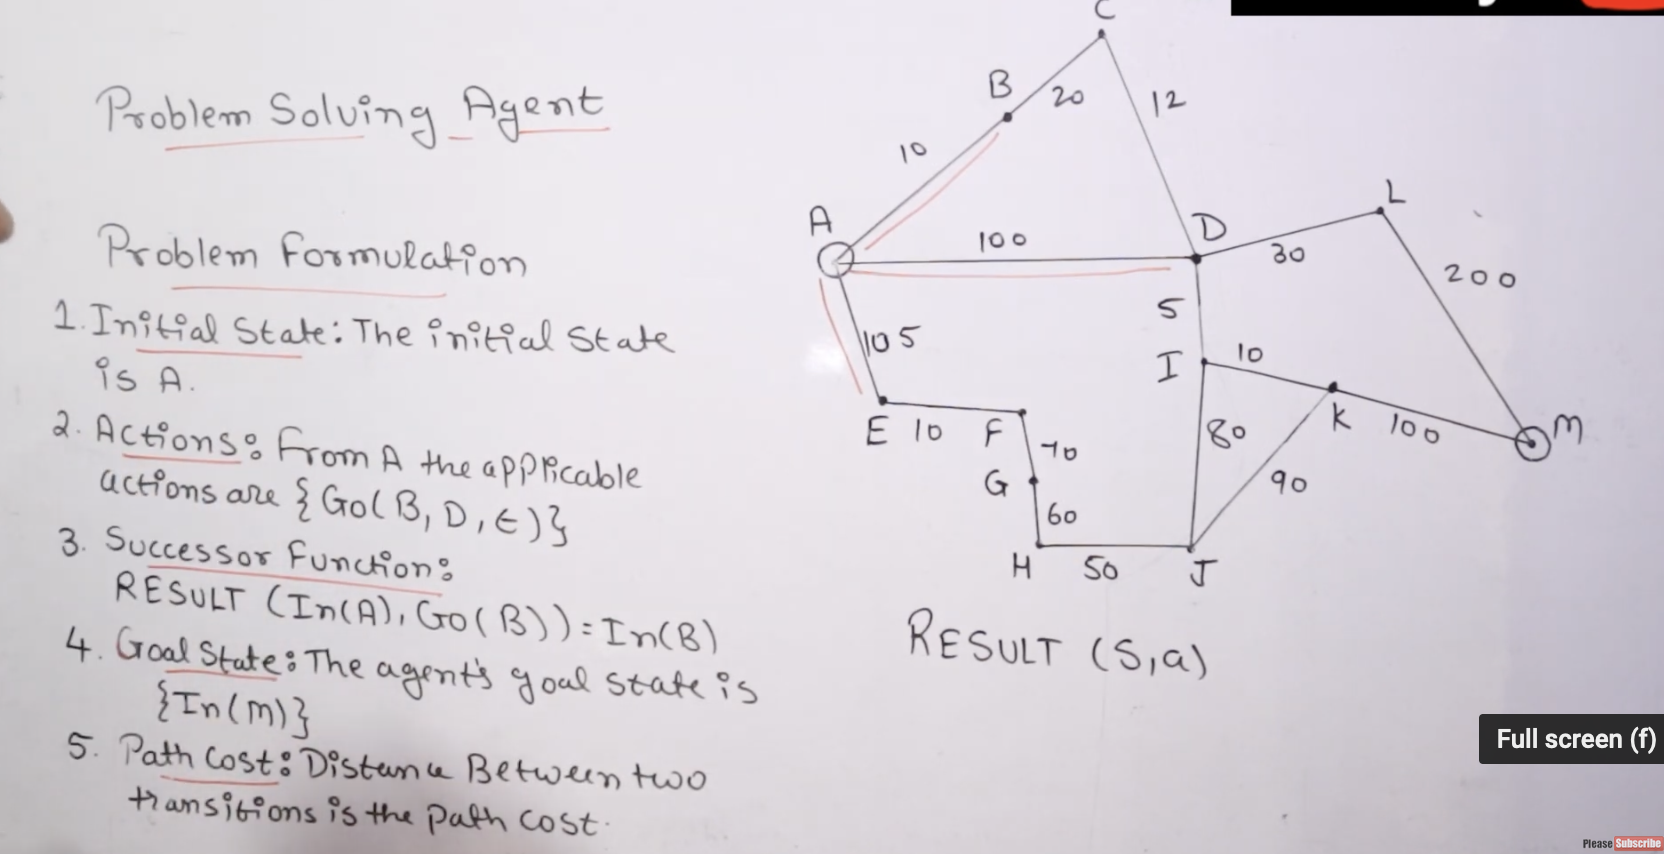 Problem Solving Agent
Problem Formulation
1. Initial State: The initial State
is A.
2. Actions: From A the applicable
actions are {Go(B, D, E)}
3. Successor Function:
RESULT (In(A), Go(B)) = In(B)
4. Goal State: The agent's goal state is
{In(M)}
5. Path Cost: Distance Between two
transitions is the path cost.
C
B
20
12
10
A
100
D
30
L
200
5
105
I
10
E
10
F
70
G
60
H
50
J
80
90
K
100
M
RESULT (S,a)
Full screen (f)
Please Subscribe